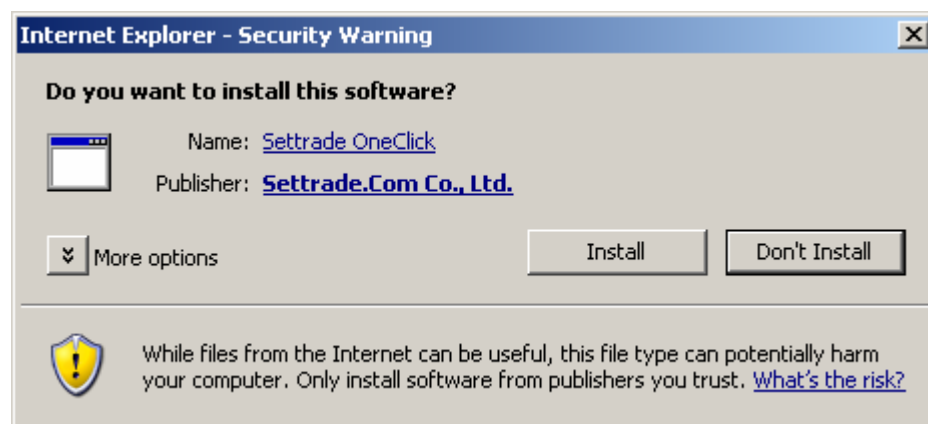 Internet Explorer - Security Warning
Do you want to install this software?
Name: Settrade OneClick
Publisher: Settrade.Com Co., Ltd.
More options
Install
Don't Install
While files from the Internet can be useful, this file type can potentially harm
your computer. Only install software from publishers you trust. What's the risk?